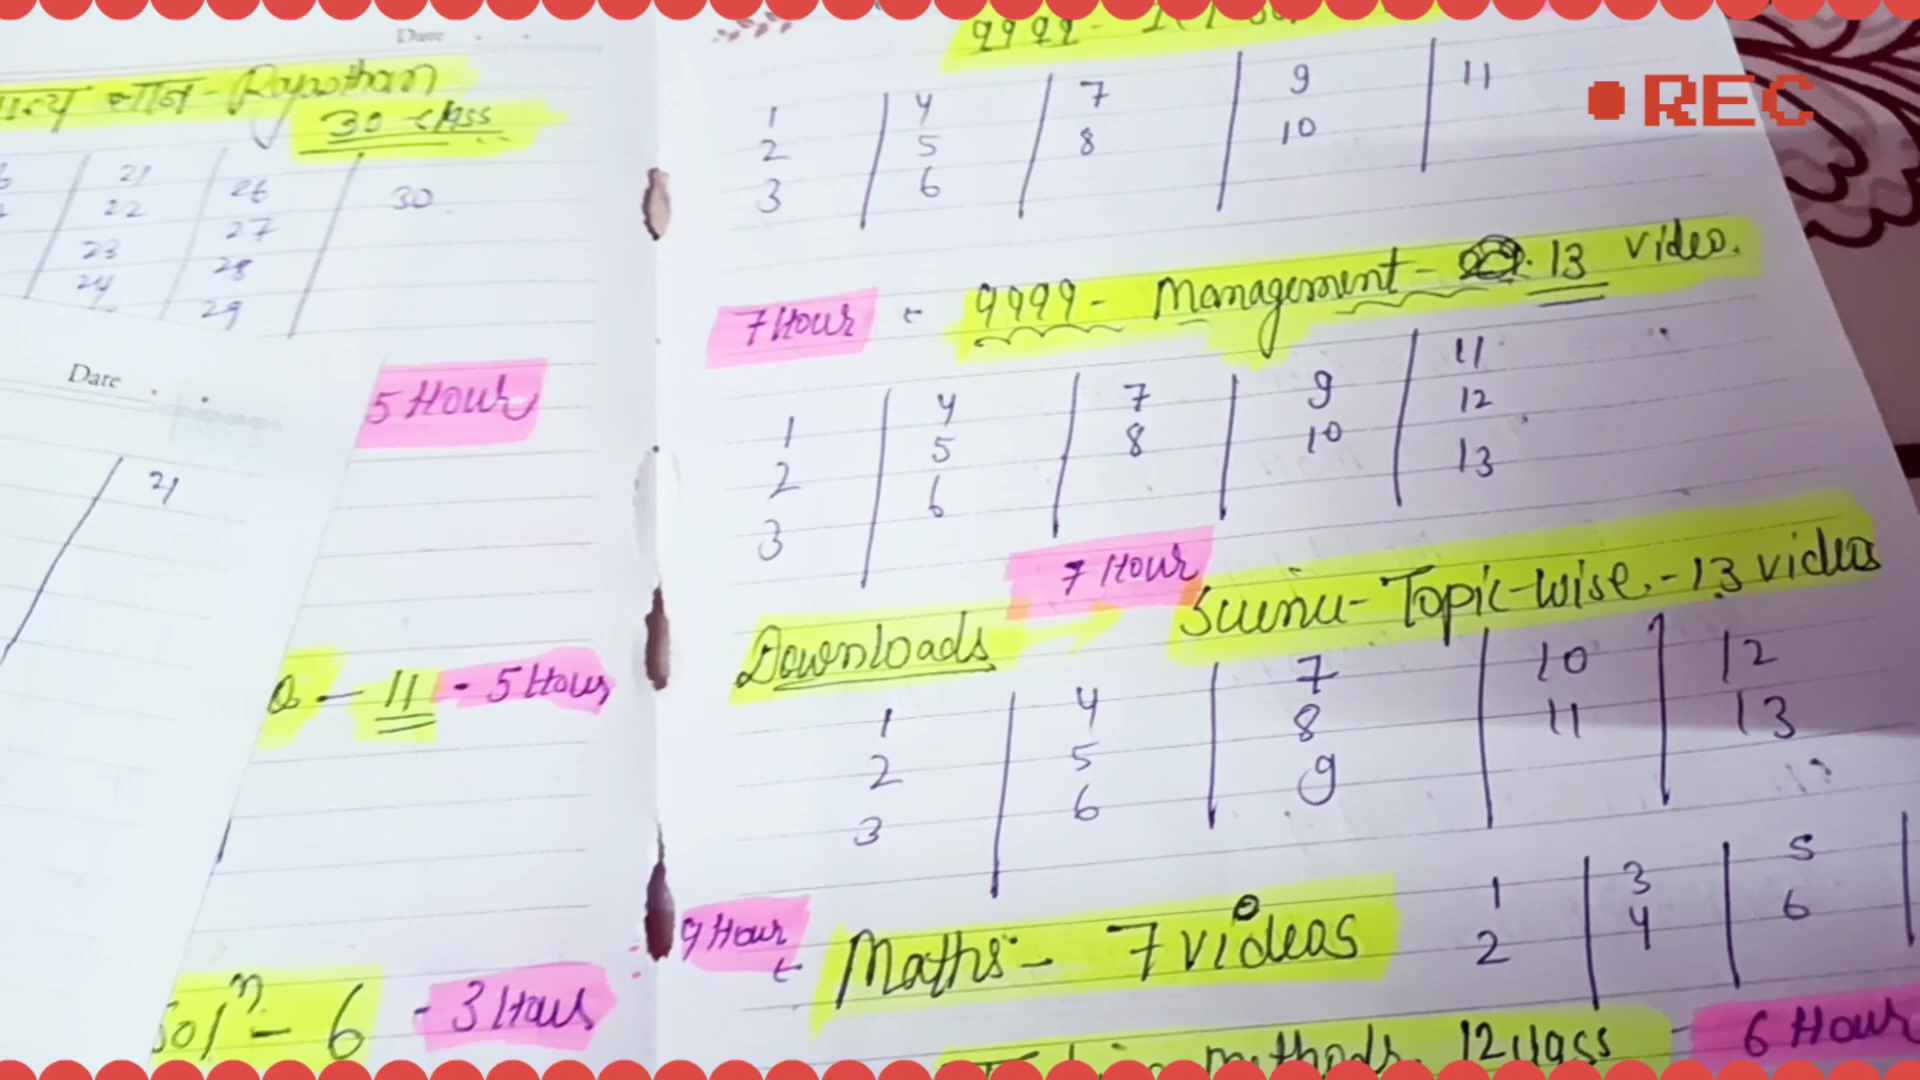 Date
ज्ञान - Rajasthan
30 class
21 26 30
22 27
23 28
24 29
Date
5 Hour
21
Q - 11 - 5 Hour
Solⁿ - 6 - 3 Hour
9999 -
1 4 7 9 11
2 5 8 10
3 6
7 Hour 9999 - Management - 13 video.
1 4 7 9 11
2 5 8 10 12
3 6 13
7 Hour
Downloads Topic-wise - 13 videos
1 4 7 10 12
2 5 8 11 13
3 6 9
9 Hour Maths - 7 videos
1 3 5
2 4 6
methods. 12 class 6 Hour
REC